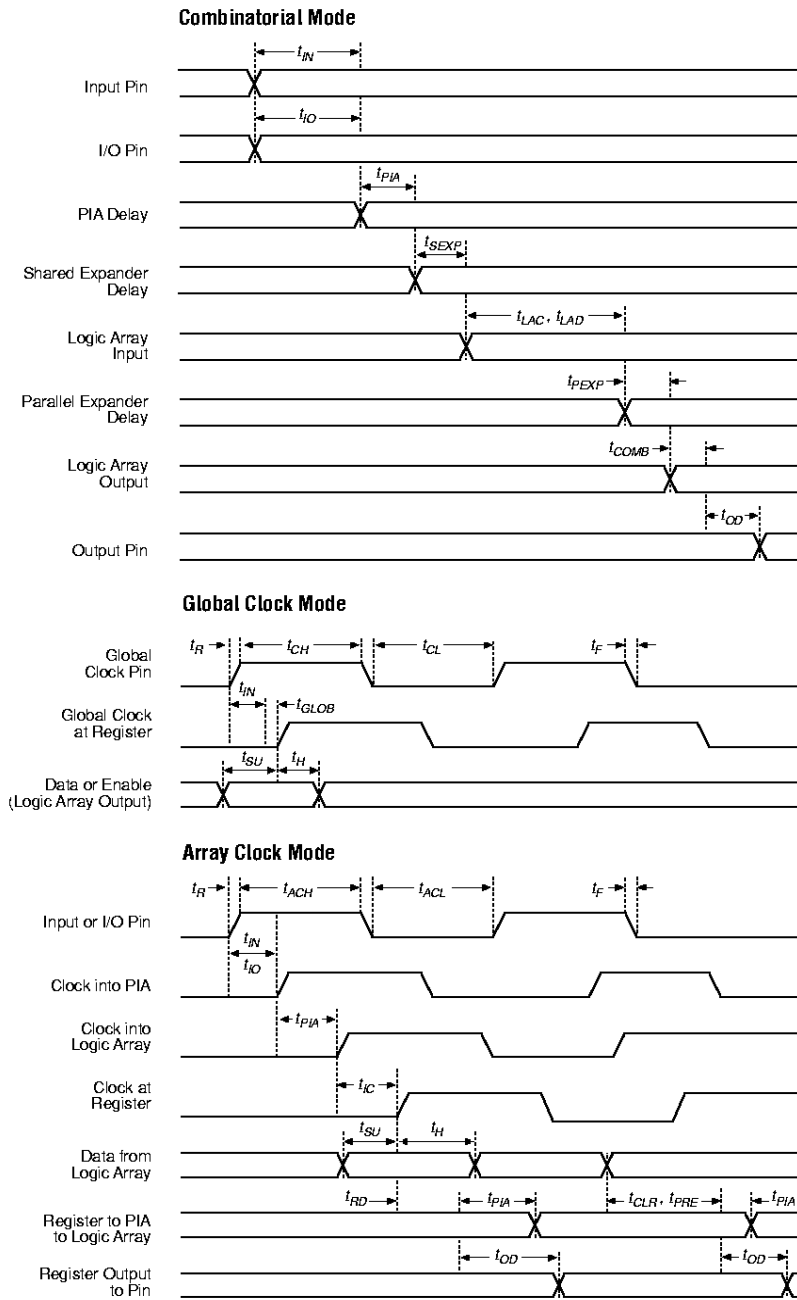 Combinatorial Mode
tIN
Input Pin
tIO
I/O Pin
tPIA
PIA Delay
tSEXP
Shared Expander
Delay
tLAC , tLAD
Logic Array
Input
tPEXP
Parallel Expander
Delay
tCOMB
Logic Array
Output
tOD
Output Pin
Global Clock Mode
tR
tCH
tCL
tF
Global
Clock Pin
tIN
tGLOB
Global Clock
at Register
tSU
tH
Data or Enable
(Logic Array Output)
Array Clock Mode
tR
tACH
tACL
tF
Input or I/O Pin
tIN
tIO
Clock into PIA
tPIA
Clock into
Logic Array
tIC
Clock at
Register
tSU
tH
Data from
Logic Array
tRD
tPIA
tCLR , tPRE
tPIA
Register to PIA
to Logic Array
tOD
tOD
Register Output
to Pin